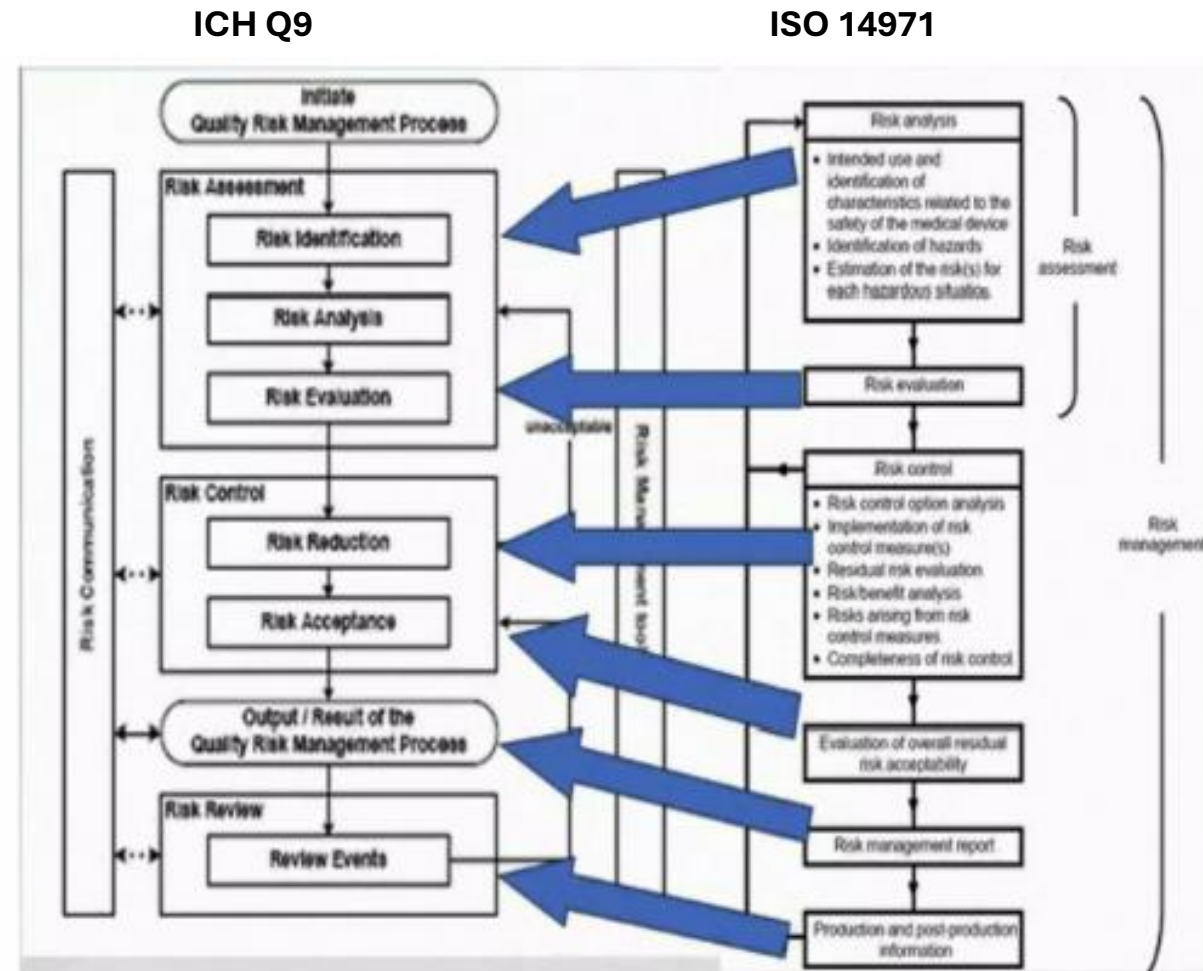 ICH Q9
ISO 14971
Initiate
Quality Risk Management Process
Risk Assessment
Risk Identification
Risk Analysis
Risk Evaluation
unacceptable
Risk Control
Risk Reduction
Risk Acceptance
Output / Result of the
Quality Risk Management Process
Risk Review
Review Events
Risk Communication
Risk
Risk analysis
• Intended use and
identification of
characteristics related to the
safety of the medical device
• Identification of hazards
• Estimation of the risk(s) for
each hazardous situation
Risk evaluation
Risk control
• Risk control option analysis
• Implementation of risk
control measure(s)
• Residual risk evaluation
• Risk/benefit analysis
• Risks arising from risk
control measures
• Completeness of risk control
Evaluation of overall residual
risk acceptability
Risk management report
Production and post-production
information
Risk
assessment
Risk
management